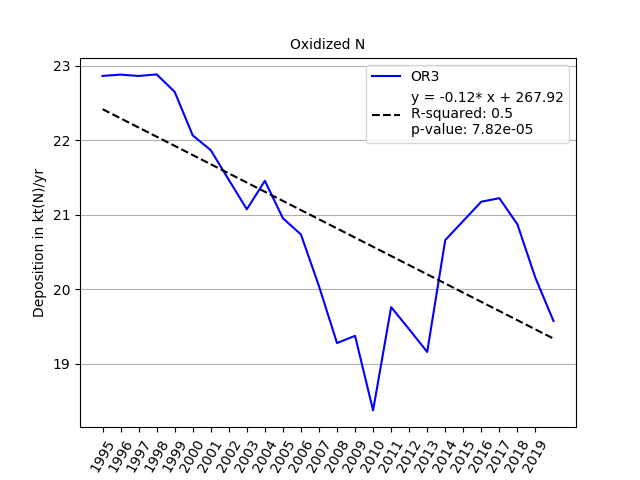 Oxidized N
OR3
y = -0.12* x + 267.92
R-squared: 0.5
p-value: 7.82e-05
Deposition in kt(N)/yr
23
22
21
20
19
1995 1996 1997 1998 1999 2000 2001 2002 2003 2004 2005 2006 2007 2008 2009 2010 2011 2012 2013 2014 2015 2016 2017 2018 2019